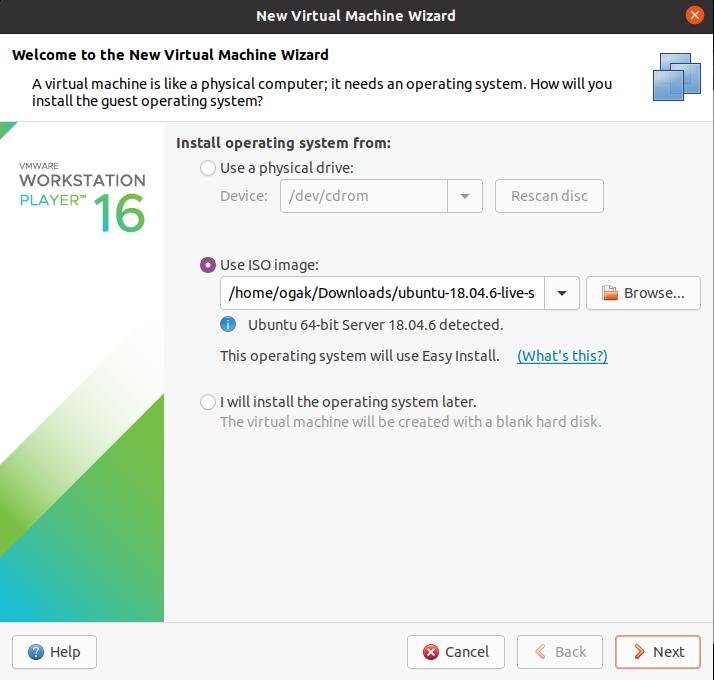 New Virtual Machine Wizard
Welcome to the New Virtual Machine Wizard
A virtual machine is like a physical computer; it needs an operating system. How will you
install the guest operating system?
VMWARE
WORKSTATION
PLAYER™ 16
Install operating system from:
Use a physical drive:
Device: /dev/cdrom Rescan disc
Use ISO image:
/home/ogak/Downloads/ubuntu-18.04.6-live-s Browse...
Ubuntu 64-bit Server 18.04.6 detected.
This operating system will use Easy Install. (What's this?)
I will install the operating system later.
The virtual machine will be created with a blank hard disk.
Help Cancel Back Next